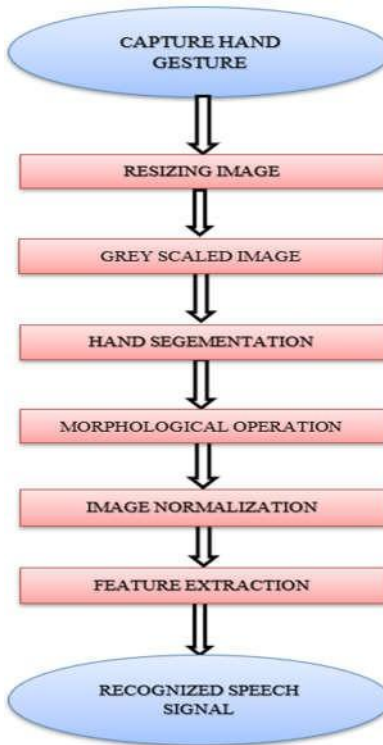 CAPTURE HAND
GESTURE
RESIZING IMAGE
GREY SCALED IMAGE
HAND SEGEMENTATION
MORPHOLOGICAL OPERATION
IMAGE NORMALIZATION
FEATURE EXTRACTION
RECOGNIZED SPEECH
SIGNAL